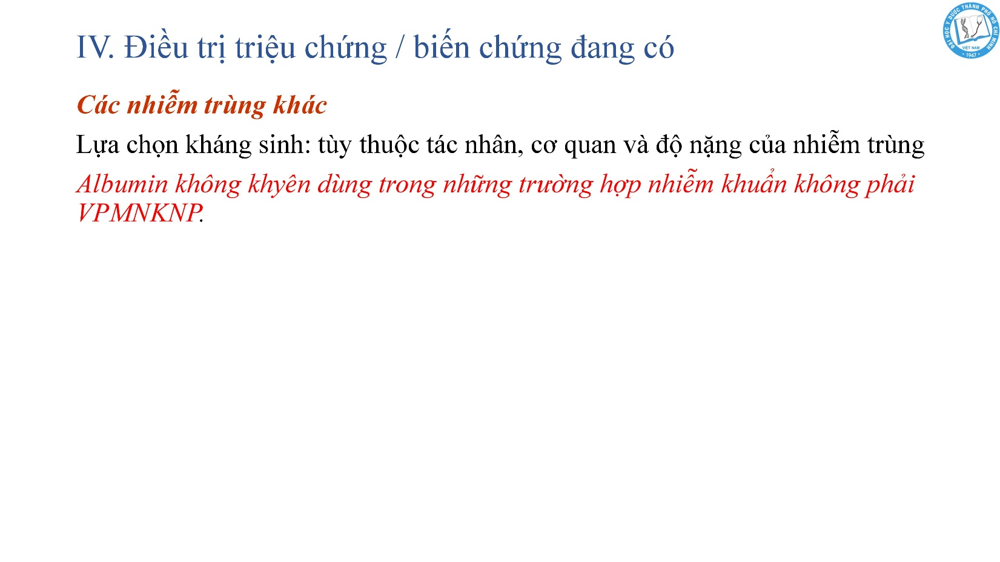 IV. Điều trị triệu chứng / biến chứng đang có
ĐẠI HỌC Y DƯỢC THÀNH PHỐ HỒ CHÍ MINH
VIỆT NAM
1947
Các nhiễm trùng khác
Lựa chọn kháng sinh: tùy thuộc tác nhân, cơ quan và độ nặng của nhiễm trùng
Albumin không khyên dùng trong những trường hợp nhiễm khuẩn không phải
VPMNKNP.